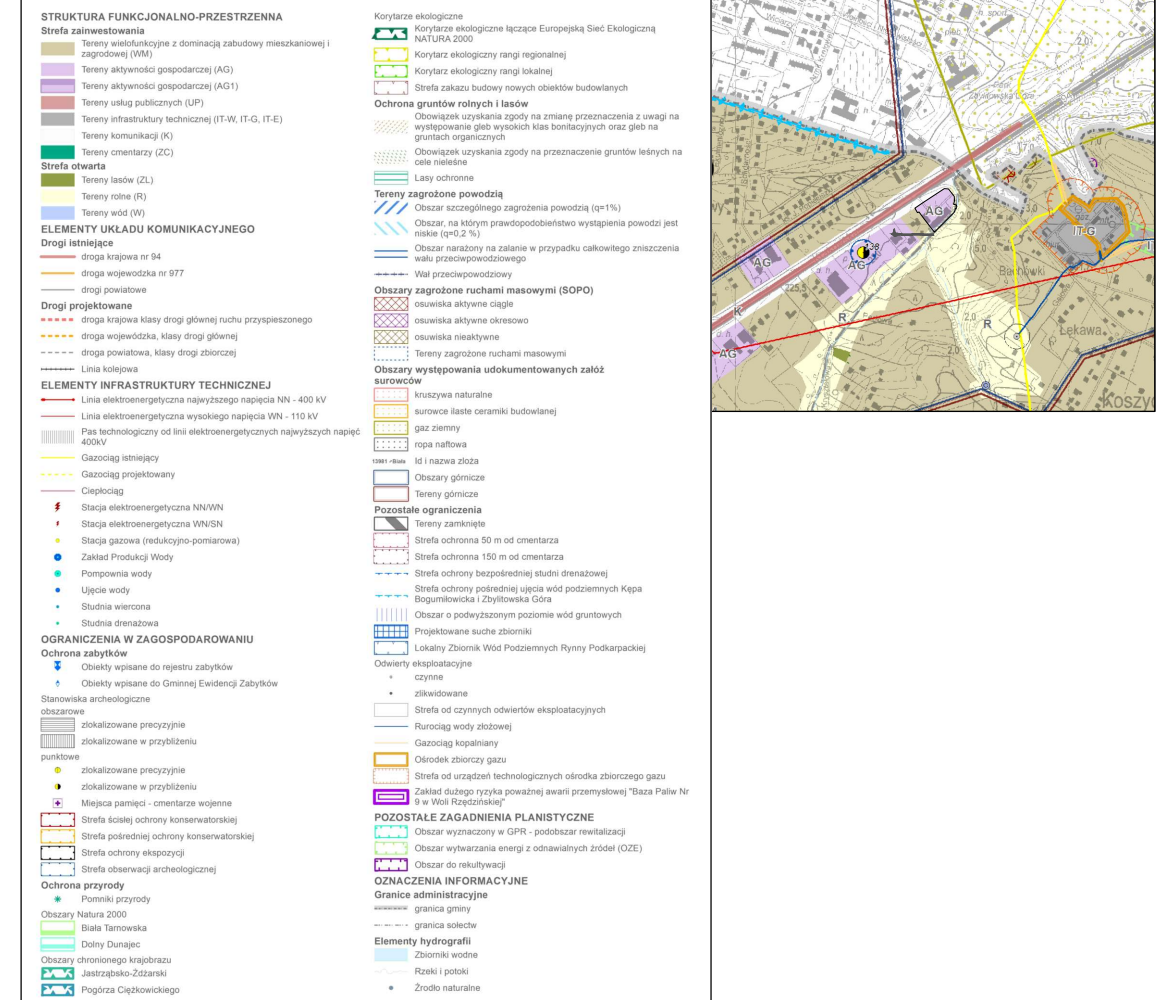 STRUKTURA FUNKCJONALNO-PRZESTRZENNA
Strefa zainwestowania
Tereny wielofunkcyjne z dominacją zabudowy mieszkaniowej i
zagrodowej (WM)
Tereny aktywności gospodarczej (AG)
Tereny aktywności gospodarczej (AG1)
Tereny usług publicznych (UP)
Tereny infrastruktury technicznej (IT-W, IT-G, IT-E)
Tereny komunikacji (K)
Tereny cmentarzy (ZC)
Strefa otwarta
Tereny lasów (ZL)
Tereny rolne (R)
Tereny wód (W)
ELEMENTY UKŁADU KOMUNIKACYJNEGO
Drogi istniejące
droga krajowa nr 94
droga wojewodzka nr 977
drogi powiatowe
Drogi projektowane
droga krajowa klasy drogi głównej ruchu przyspieszonego
droga wojewódzka, klasy drogi głównej
droga powiatowa, klasy drogi zbiorczej
Linia kolejowa
ELEMENTY INFRASTRUKTURY TECHNICZNEJ
Linia elektroenergetyczna najwyższego napięcia NN - 400 kV
Linia elektroenergetyczna wysokiego napięcia WN - 110 kV
Pas technologiczny od linii elektroenergetycznych najwyższych napięć
400kV
Gazociąg istniejący
Gazociąg projektowany
Ciepłociąg
Stacja elektroenergetyczna NN/WN
Stacja elektroenergetyczna WN/SN
Stacja gazowa (redukcyjno-pomiarowa)
Zakład Produkcji Wody
Pompownia wody
Ujęcie wody
Studnia wiercona
Studnia drenażowa
OGRANICZENIA W ZAGOSPODAROWANIU
Ochrona zabytków
Obiekty wpisane do rejestru zabytków
Obiekty wpisane do Gminnej Ewidencji Zabytków
Stanowiska archeologiczne
obszarowe
zlokalizowane precyzyjnie
zlokalizowane w przybliżeniu
punktowe
zlokalizowane precyzyjnie
zlokalizowane w przybliżeniu
Miejsca pamięci - cmentarze wojenne
Strefa ścisłej ochrony konserwatorskiej
Strefa pośredniej ochrony konserwatorskiej
Strefa ochrony ekspozycji
Strefa obserwacji archeologicznej
Ochrona przyrody
Pomniki przyrody
Obszary Natura 2000
Biała Tarnowska
Dolny Dunajec
Obszary chronionego krajobrazu
Jastrząbsko-Żdżarski
Pogórza Ciężkowickiego
Korytarze ekologiczne
Korytarze ekologiczne łączące Europejską Sieć Ekologiczną
NATURA 2000
Korytarz ekologiczny rangi regionalnej
Korytarz ekologiczny rangi lokalnej
Strefa zakazu budowy nowych obiektów budowlanych
Ochrona gruntów rolnych i lasów
Obowiązek uzyskania zgody na zmianę przeznaczenia z uwagi na
występowanie gleb wysokich klas bonitacyjnych oraz gleb na
gruntach organicznych
Obowiązek uzyskania zgody na przeznaczenie gruntów leśnych na
cele nieleśne
Lasy ochronne
Tereny zagrożone powodzią
Obszar szczególnego zagrożenia powodzią (q=1%)
Obszar, na którym prawdopodobieństwo wystąpienia powodzi jest
niskie (q=0,2 %)
Obszar narażony na zalanie w przypadku całkowitego zniszczenia
wału przeciwpowodziowego
Wał przeciwpowodziowy
Obszary zagrożone ruchami masowymi (SOPO)
osuwiska aktywne ciągle
osuwiska aktywne okresowo
osuwiska nieaktywne
Tereny zagrożone ruchami masowymi
Obszary występowania udokumentowanych załóż
surowców
kruszywa naturalne
surowce ilaste ceramiki budowlanej
gaz ziemny
ropa naftowa
Id i nazwa zloża
Obszary górnicze
Tereny górnicze
Pozostałe ograniczenia
Tereny zamknięte
Strefa ochronna 50 m od cmentarza
Strefa ochronna 150 m od cmentarza
Strefa ochrony bezpośredniej studni drenażowej
Strefa ochrony pośredniej ujęcia wód podziemnych Kępa
Bogumiłowicka i Zbylitowska Góra
Obszar o podwyższonym poziomie wód gruntowych
Projektowane suche zbiorniki
Lokalny Zbiornik Wód Podziemnych Rynny Podkarpackiej
Odwierty eksploatacyjne
czynne
zlikwidowane
Strefa od czynnych odwiertów eksploatacyjnych
Rurociąg wody złożowej
Gazociąg kopalniany
Ośrodek zbiorczy gazu
Strefa od urządzeń technologicznych ośrodka zbiorczego gazu
Zakład dużego ryzyka poważnej awarii przemysłowej "Baza Paliw Nr
9 w Woli Rzędzińskiej"
POZOSTAŁE ZAGADNIENIA PLANISTYCZNE
Obszar wyznaczony w GPR - podobszar rewitalizacji
Obszar wytwarzania energi z odnawialnych źródeł (OZE)
Obszar do rekultywacji
OZNACZENIA INFORMACYJNE
Granice administracyjne
granica gminy
granica sołectw
Elementy hydrografii
Zbiorniki wodne
Rzeki i potoki
Źrodło naturalne
n. sport.
2,0
AG
2,0
IT-G
138
AG
AG
5,0
Bachówki
225,5
K
R
R
2,0
Łękawa
2,0
AG